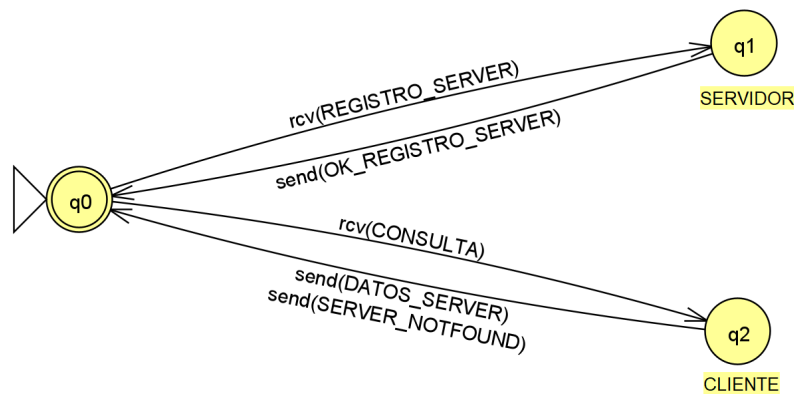 q1
SERVIDOR
rcv(REGISTRO_SERVER)
send(OK_REGISTRO_SERVER)
q0
rcv(CONSULTA)
send(DATOS_SERVER)
send(SERVER_NOTFOUND)
q2
CLIENTE